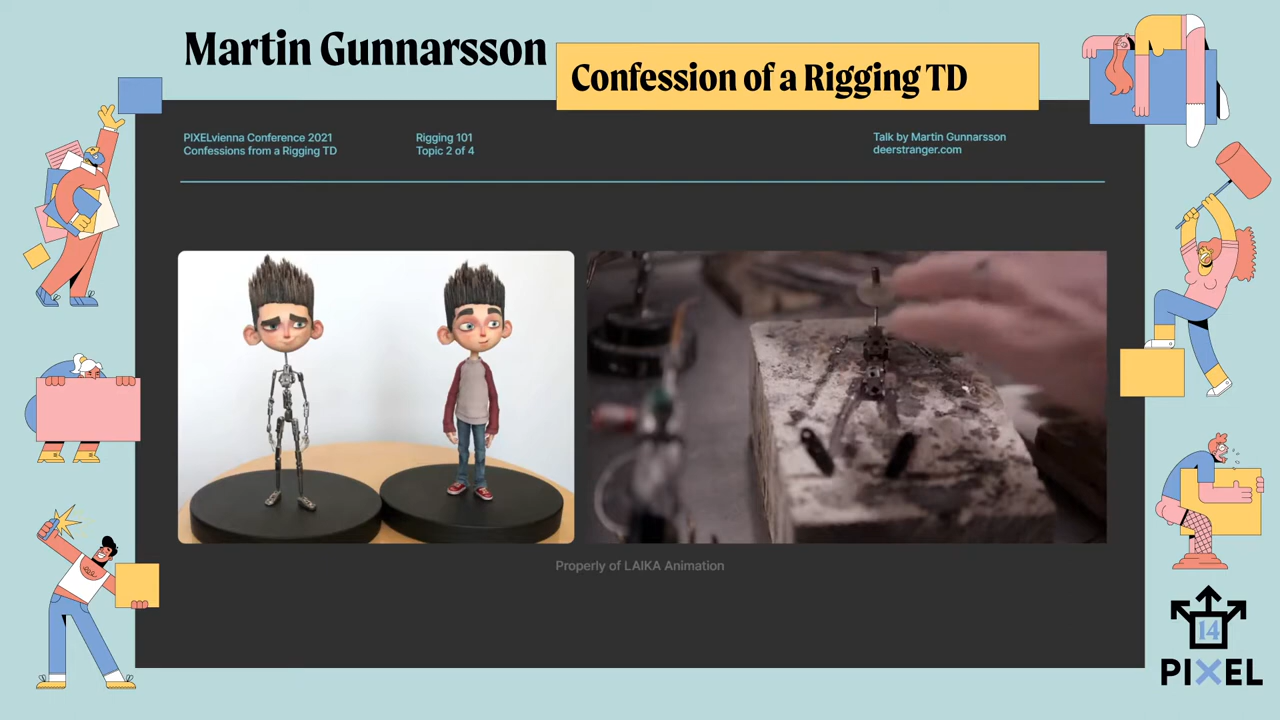 Martin Gunnarsson
Confession of a Rigging TD
PIXELvienna Conference 2021
Confessions from a Rigging TD
Rigging 101
Topic 2 of 4
Talk by Martin Gunnarsson
deerstranger.com
Properly of LAIKA Animation
14
PIXEL